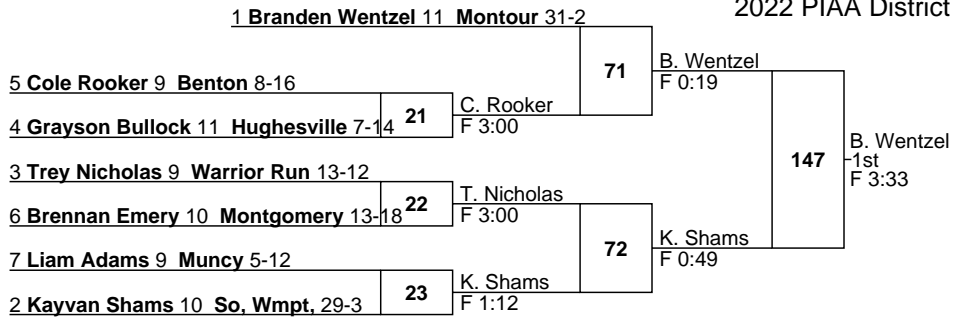 2022 PIAA District
1 Branden Wentzel 11 Montour 31-2
71
B. Wentzel
F 0:19
5 Cole Rooker 9 Benton 8-16
21
C. Rooker
F 3:00
4 Grayson Bullock 11 Hughesville 7-14
147
B. Wentzel
1st
F 3:33
3 Trey Nicholas 9 Warrior Run 13-12
22
T. Nicholas
F 3:00
6 Brennan Emery 10 Montgomery 13-18
72
K. Shams
F 0:49
7 Liam Adams 9 Muncy 5-12
23
K. Shams
F 1:12
2 Kayvan Shams 10 So, Wmpt, 29-3